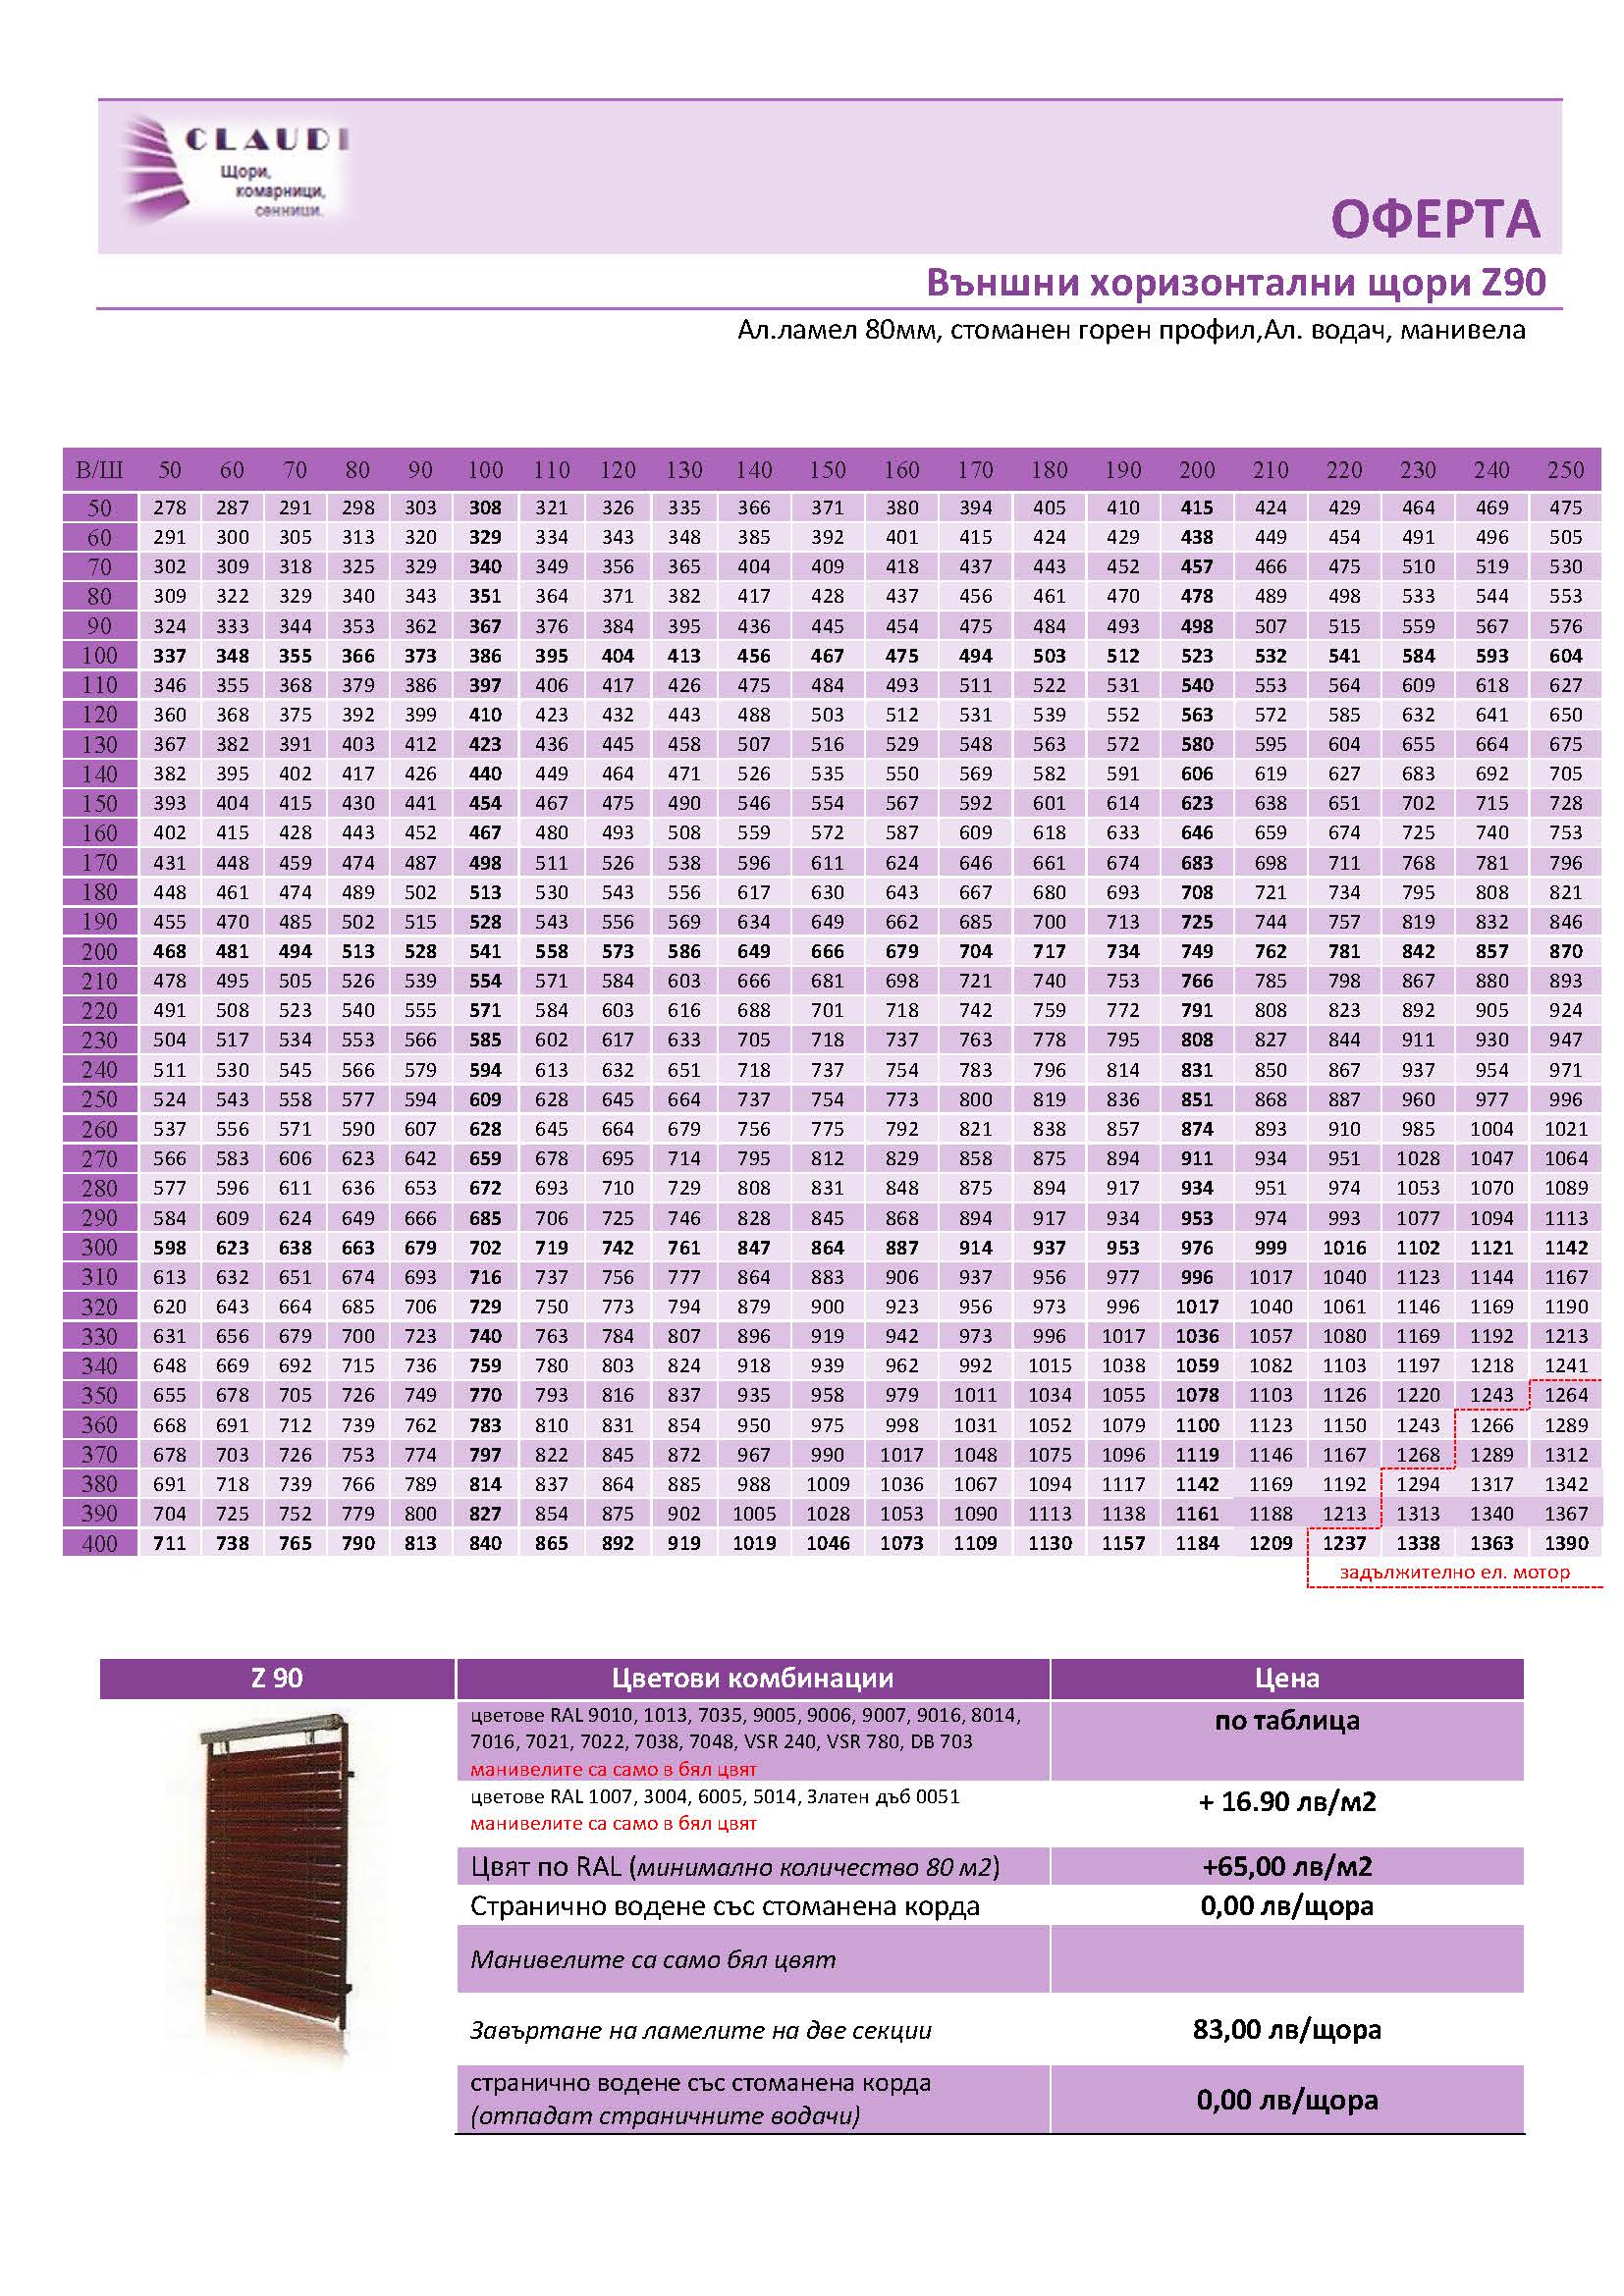 CLAUDI
Щори,
комарници,
сенници.
ОФЕРТА
Външни хоризонтални щори Z90
Ал.ламел 80мм, стоманен горен профил,Ал. водач, манивела
В/Ш 50 60 70 80 90 100 110 120 130 140 150 160 170 180 190 200 210 220 230 240 250
50 278 287 291 298 303 308 321 326 335 366 371 380 394 405 410 415 424 429 464 469 475
60 291 300 305 313 320 329 334 343 348 385 392 401 415 424 429 438 449 454 491 496 505
70 302 309 318 325 329 340 349 356 365 404 409 418 437 443 452 457 466 475 510 519 530
80 309 322 329 340 343 351 364 371 382 417 428 437 456 461 470 478 489 498 533 544 553
90 324 333 344 353 362 367 376 384 395 436 445 454 475 484 493 498 507 515 559 567 576
100 337 348 355 366 373 386 395 404 413 456 467 475 494 503 512 523 532 541 584 593 604
110 346 355 368 379 386 397 406 417 426 475 484 493 511 522 531 540 553 564 609 618 627
120 360 368 375 392 399 410 423 432 443 488 503 512 531 539 552 563 572 585 632 641 650
130 367 382 391 403 412 423 436 445 458 507 516 529 548 563 572 580 595 604 655 664 675
140 382 395 402 417 426 440 449 464 471 526 535 550 569 582 591 606 619 627 683 692 705
150 393 404 415 430 441 454 467 475 490 546 554 567 592 601 614 623 638 651 702 715 728
160 402 415 428 443 452 467 480 493 508 559 572 587 609 618 633 646 659 674 725 740 753
170 431 448 459 474 487 498 511 526 538 596 611 624 646 661 674 683 698 711 768 781 796
180 448 461 474 489 502 513 530 543 556 617 630 643 667 680 693 708 721 734 795 808 821
190 455 470 485 502 515 528 543 556 569 634 649 662 685 700 713 725 744 757 819 832 846
200 468 481 494 513 528 541 558 573 586 649 666 679 704 717 734 749 762 781 842 857 870
210 478 495 505 526 539 554 571 584 603 666 681 698 721 740 753 766 785 798 867 880 893
220 491 508 523 540 555 571 584 603 616 688 701 718 742 759 772 791 808 823 892 905 924
230 504 517 534 553 566 585 602 617 633 705 718 737 763 778 795 808 827 844 911 930 947
240 511 530 545 566 579 594 613 632 651 718 737 754 783 796 814 831 850 867 937 954 971
250 524 543 558 577 594 609 628 645 664 737 754 773 800 819 836 851 868 887 960 977 996
260 537 556 571 590 607 628 645 664 679 756 775 792 821 838 857 874 893 910 985 1004 1021
270 566 583 606 623 642 659 678 695 714 795 812 829 858 875 894 911 934 951 1028 1047 1064
280 577 596 611 636 653 672 693 710 729 808 831 848 875 894 917 934 951 974 1053 1070 1089
290 584 609 624 649 666 685 706 725 746 828 845 868 894 917 934 953 974 993 1077 1094 1113
300 598 623 638 663 679 702 719 742 761 847 864 887 914 937 953 976 999 1016 1102 1121 1142
310 613 632 651 674 693 716 737 756 777 864 883 906 937 956 977 996 1017 1040 1123 1144 1167
320 620 643 664 685 706 729 750 773 794 879 900 923 956 973 996 1017 1040 1061 1146 1169 1190
330 631 656 679 700 723 740 763 784 807 896 919 942 973 996 1017 1036 1057 1080 1169 1192 1213
340 648 669 692 715 736 759 780 803 824 918 939 962 992 1015 1038 1059 1082 1103 1197 1218 1241
350 655 678 705 726 749 770 793 816 837 935 958 979 1011 1034 1055 1078 1103 1126 1220 1243 1264
360 668 691 712 739 762 783 810 831 854 950 975 998 1031 1052 1079 1100 1123 1150 1243 1266 1289
370 678 703 726 753 774 797 822 845 872 967 990 1017 1048 1075 1096 1119 1146 1167 1268 1289 1312
380 691 718 739 766 789 814 837 864 885 988 1009 1036 1067 1094 1117 1142 1169 1192 1294 1317 1342
390 704 725 752 779 800 827 854 875 902 1005 1028 1053 1090 1113 1138 1161 1188 1213 1313 1340 1367
400 711 738 765 790 813 840 865 892 919 1019 1046 1073 1109 1130 1157 1184 1209 1237 1338 1363 1390
задължително ел. мотор
Z 90 Цветови комбинации Цена
цветове RAL 9010, 1013, 7035, 9005, 9006, 9007, 9016, 8014, по таблица
7016, 7021, 7022, 7038, 7048, VSR 240, VSR 780, DB 703
манивелите са само в бял цвят
цветове RAL 1007, 3004, 6005, 5014, Златен дъб 0051 + 16.90 лв/м2
манивелите са само в бял цвят
Цвят по RAL (минимално количество 80 м2) +65,00 лв/м2
Странично водене със стоманена корда 0,00 лв/щора
Манивелите са само бял цвят
Завъртане на ламелите на две секции 83,00 лв/щора
странично водене със стоманена корда 0,00 лв/щора
(отпадат страничните водачи)